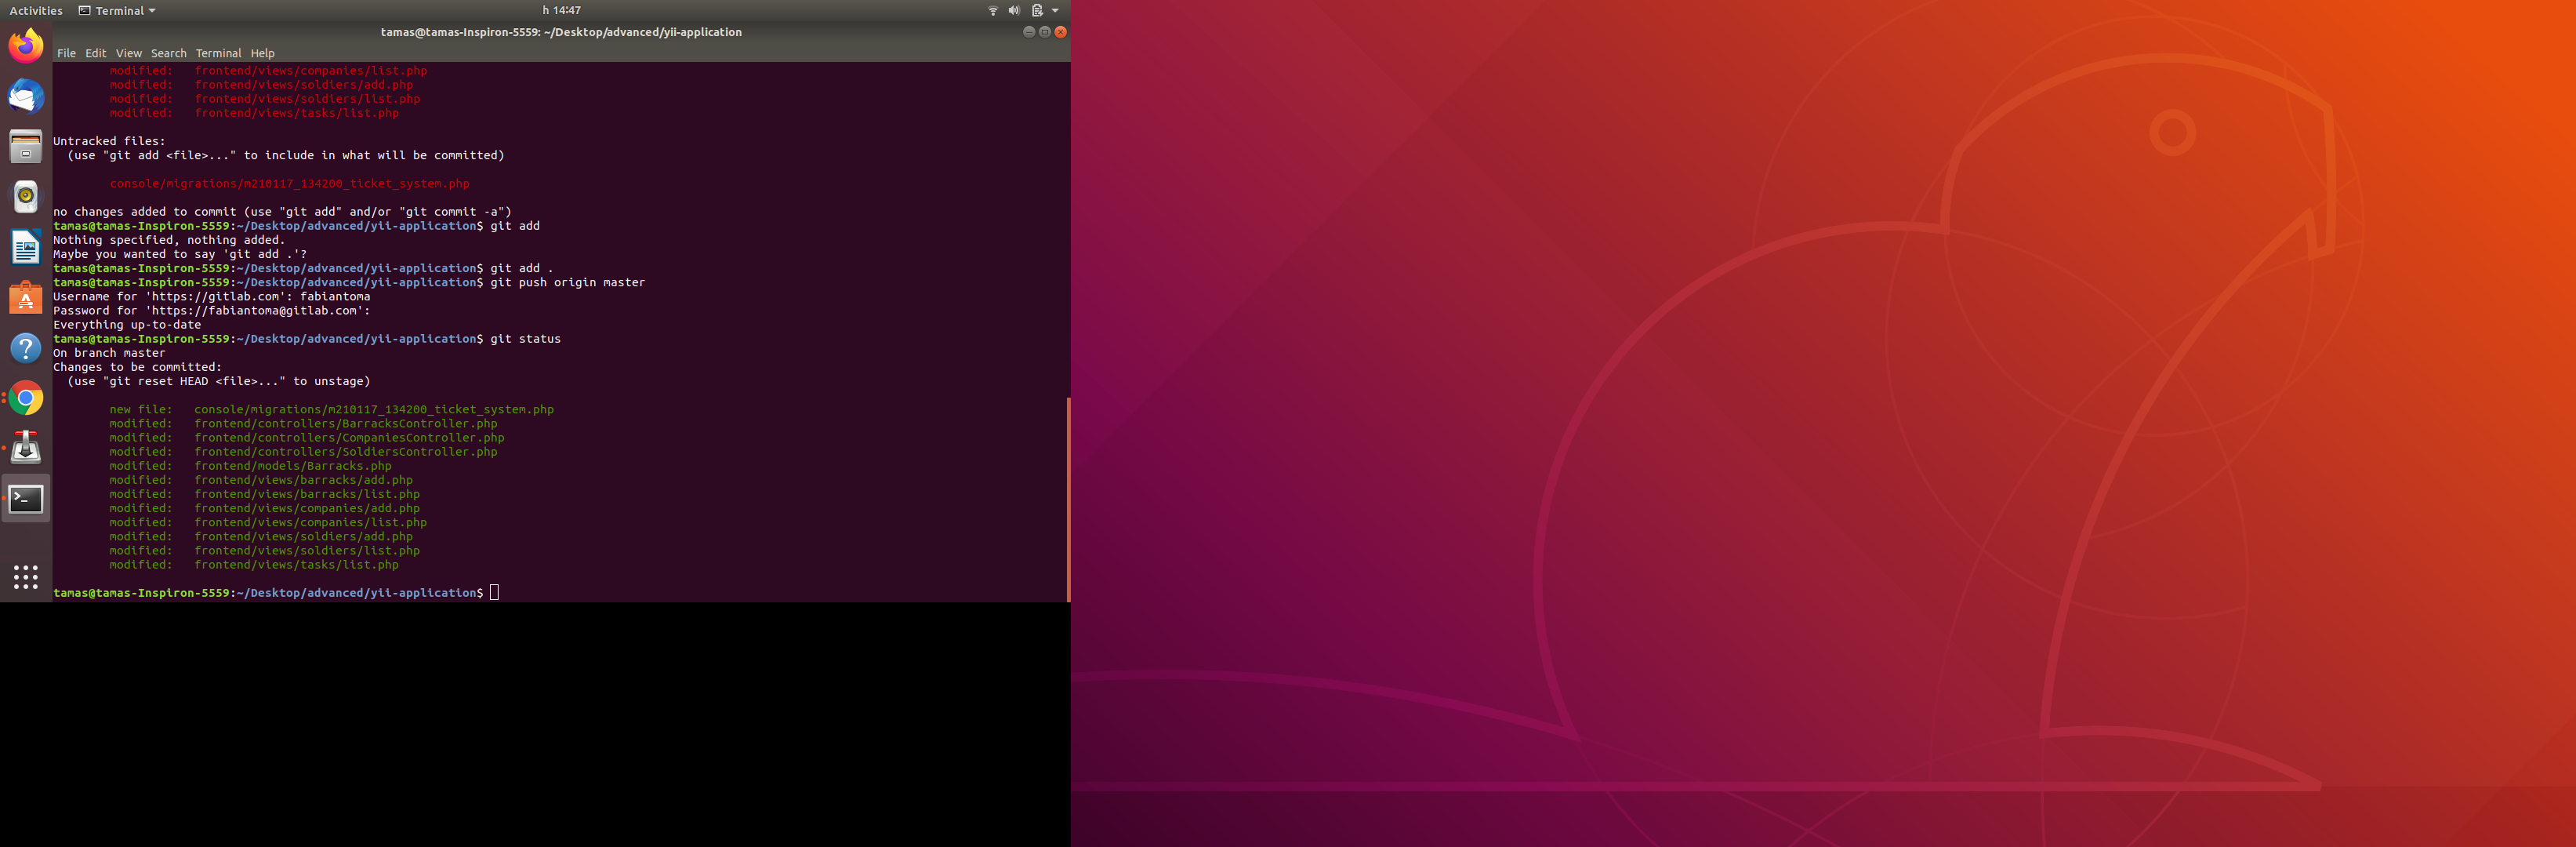 Activities Terminal h 14:47
tamas@tamas-Inspiron-5559: ~/Desktop/advanced/yii-application
File Edit View Search Terminal Help
modified: frontend/views/companies/list.php
modified: frontend/views/soldiers/add.php
modified: frontend/views/soldiers/list.php
modified: frontend/views/tasks/list.php
Untracked files:
(use "git add <file>..." to include in what will be committed)
console/migrations/m210117_134200_ticket_system.php
no changes added to commit (use "git add" and/or "git commit -a")
tamas@tamas-Inspiron-5559:~/Desktop/advanced/yii-application$ git add
Nothing specified, nothing added.
Maybe you wanted to say 'git add .'?
tamas@tamas-Inspiron-5559:~/Desktop/advanced/yii-application$ git add .
tamas@tamas-Inspiron-5559:~/Desktop/advanced/yii-application$ git push origin master
Username for 'https://gitlab.com': fabiantoma
Password for 'https://fabiantoma@gitlab.com':
Everything up-to-date
tamas@tamas-Inspiron-5559:~/Desktop/advanced/yii-application$ git status
On branch master
Changes to be committed:
(use "git reset HEAD <file>..." to unstage)
new file: console/migrations/m210117_134200_ticket_system.php
modified: frontend/controllers/BarracksController.php
modified: frontend/controllers/CompaniesController.php
modified: frontend/controllers/SoldiersController.php
modified: frontend/models/Barracks.php
modified: frontend/views/barracks/add.php
modified: frontend/views/barracks/list.php
modified: frontend/views/companies/add.php
modified: frontend/views/companies/list.php
modified: frontend/views/soldiers/add.php
modified: frontend/views/soldiers/list.php
modified: frontend/views/tasks/list.php
tamas@tamas-Inspiron-5559:~/Desktop/advanced/yii-application$